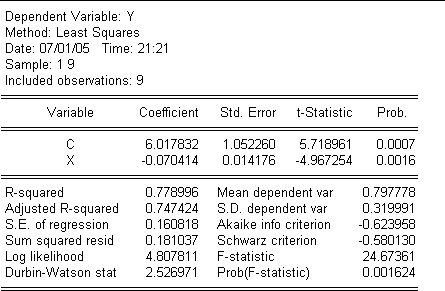 Dependent Variable: Y
Method: Least Squares
Date: 07/01/05 Time: 21:21
Sample: 1 9
Included observations: 9
Variable Coefficient Std. Error t-Statistic Prob.
C 6.017832 1.052260 5.718961 0.0007
X -0.070414 0.014176 -4.967254 0.0016
R-squared 0.778996 Mean dependent var 0.797778
Adjusted R-squared 0.747424 S.D. dependent var 0.319991
S.E. of regression 0.160818 Akaike info criterion -0.623958
Sum squared resid 0.181037 Schwarz criterion -0.580130
Log likelihood 4.807811 F-statistic 24.67361
Durbin-Watson stat 2.526971 Prob(F-statistic) 0.001624